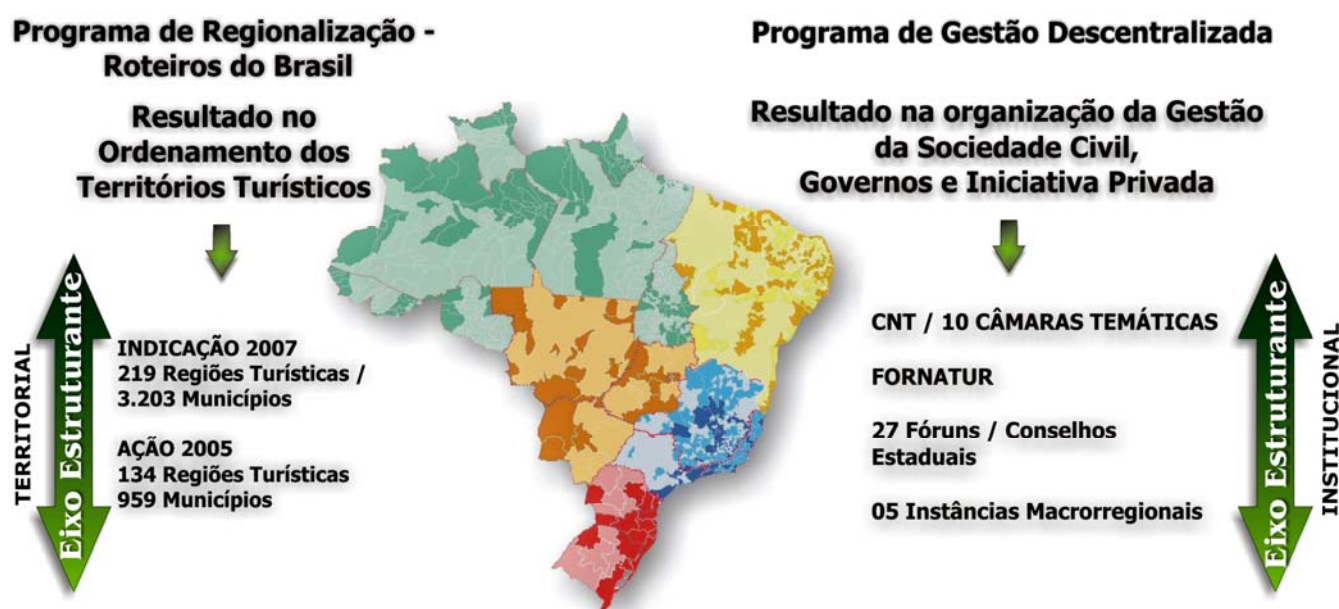 Programa de Regionalização -
Roteiros do Brasil
Resultado no
Ordenamento dos
Territórios Turísticos
TERRITORIAL
Eixo Estruturante
INDICAÇÃO 2007
219 Regiões Turísticas /
3.203 Municípios
AÇÃO 2005
134 Regiões Turísticas
959 Municípios
Programa de Gestão Descentralizada
Resultado na organização da Gestão
da Sociedade Civil,
Governos e Iniciativa Privada
CNT / 10 CÂMARAS TEMÁTICAS
FORNATUR
27 Fóruns / Conselhos
Estaduais
05 Instâncias Macrorregionais
Eixo Estruturante
INSTITUCIONAL